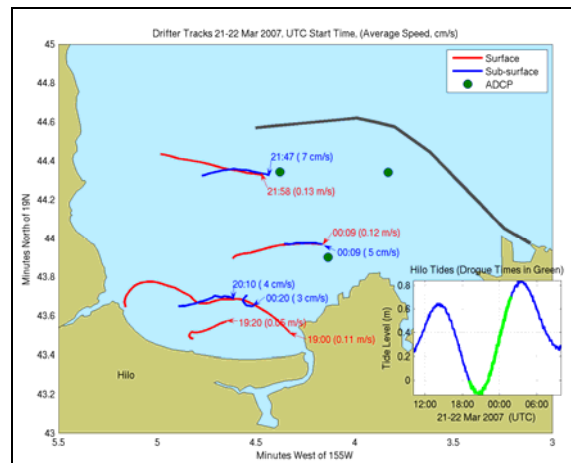 Drifter Tracks 21-22 Mar 2007. UTC Start Time. (Average Speed. cm/s)
45
44.8
44.6
44.4
44.2
44
43.8
43.6
43.4
43.2
43
Minutes North of 19N
Surface
Sub-surface
ADCP
21:47 ( 7 cm/s)
21:58 (0.13 m/s)
00:09 (0.12 m/s)
00:09 ( 5 cm/s)
20:10 ( 4 cm/s)
00:20 ( 3 cm/s)
19:20 (0.05 m/s)
19:00 (0.11 m/s)
Hilo
Hilo Tides (Drogue Times in Green)
0.8
0.6
0.4
0.2
0
Tide Level (m)
12:00 18:00 00:00 06:00
21-22 Mar 2007 (UTC)
5.5 5 4.5 4 3.5 3
Minutes West of 155W